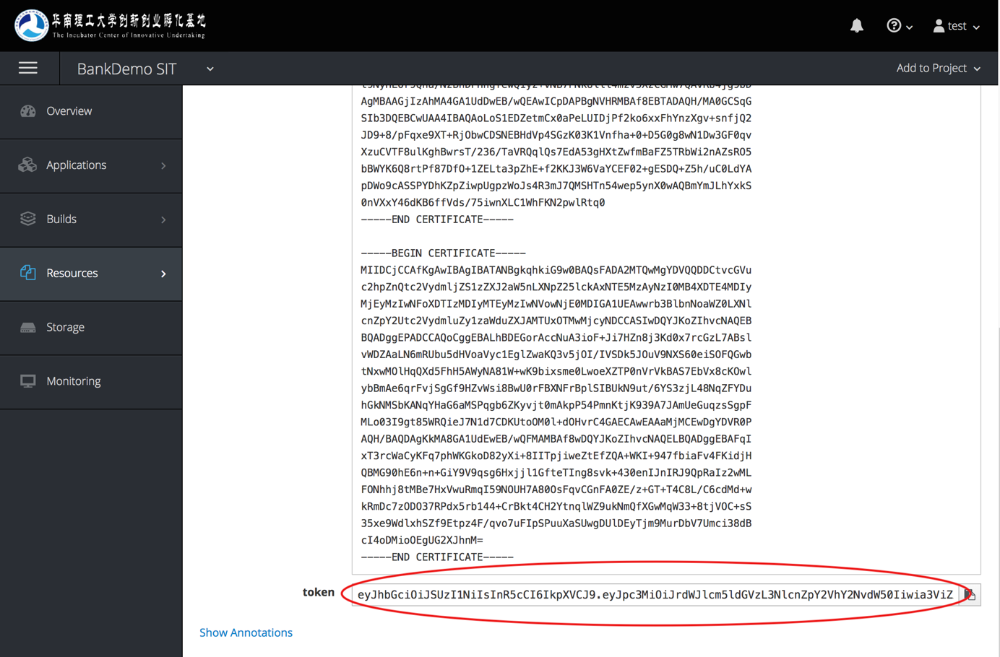 华南理工大学创新创业孵化基地
The Incubator Center of Innovative Undertaking
test
BankDemo SIT
Add to Project
Overview
Applications
Builds
Resources
Storage
Monitoring
AgMBAAGjIzAhMA4GA1UdDwEB/wQEAwICpDAPBgNVHRMBAf8EBTADAQH/MA0GCSqG
SIb3DQEBCwUAA4IBAQAoLoS1EDZetmCx0aPeLUIDjPf2ko6xxFhYnzXgv+snfjQ2
JD9+8/pFqxe9XT+RjObwCDSNEBHdVp4SGzK03K1Vnfha+0+D5G0g8wN1Dw3GF0qv
XzuCVTF8ulKghBwrsT/236/TaVRQqlQs7EdA53gHXtZwfmBaFZ5TRbWi2nAZsRO5
bBWYK6Q8rtPf87DfO+1ZELta3pZhE+f2KKJ3W6VaYCEF02+gESDQ+Z5h/uC0LdYA
pDWo9cASSPYDhKZpZiwpUgpzWoJs4R3mJ7QMSHTn54wep5ynX0wAQBmYmJLhYxkS
0nVXxY46dKB6ffVds/75iwnXLC1WhFKN2pwlRtq0
-----END CERTIFICATE-----
-----BEGIN CERTIFICATE-----
MIIDCjCCAfKgAwIBAgIBATANBgkqhkiG9w0BAQsFADA2MTQwMgYDVQQDDCtvcGVu
c2hpZnQtc2VydmljZS1zZXJ2aW5nLXNpZ25lckAxNTE5MzAyNzI0MB4XDTE4MDIy
MjEyMzIwNFoXDTIzMDIyMTEyMzIwNVowNjE0MDIGA1UEAwwrb3BlbnNoaWZ0LXNl
cnZpY2Utc2VydmluZy1zaWduZXJAMTUxOTMwMjcyNDCCASIwDQYJKoZIhvcNAQEB
BQADggEPADCCAQoCggEBALhBDEGorAccNuA3ioF+Ji7HZn8j3Kd0x7rcGzL7ABsl
vWDZAaLN6mRUbu5dHVoaVyc1EglZwaKQ3v5jOI/IVSDk5JOuV9NXS60eiSOFQGwb
tNxwMOlHqQXd5FhH5AWyNA81W+wK9bixsme0LwoeXZTP0nVrVkBAS7EbVx8cKOwl
ybBmAe6qrFvjSgGf9HZvWsi8BwU0rFBXNFrBplSIBUkN9ut/6YS3zjL48NqZFYDu
hGkNMSbKANqYHaG6aMSPqgb6ZKyvjt0mAkpP54PmnKtjK939A7JAmUeGuqzsSgpF
MLo03I9gt85WRQieJ7N1d7CDKUtoOM0l+dOHvrC4GAECAwEAAaMjMCEwDgYDVR0P
AQH/BAQDAgKkMA8GA1UdEwEB/wQFMAMBAf8wDQYJKoZIhvcNAQELBQADggEBAFqI
xT3rcWaCyKFq7phWKGkoD82yXi+8IITpjiweZtEfZQA+WKI+947fbiaFv4FKidjH
QBMG90hE6n+n+GiY9V9qsg6Hxjjl1GfteTIng8svk+430enIJnIRJ9QpRaIz2wML
FONhhj8tMBe7HxVwuRmqI59NOUH7A80OsFqvCGnFA0ZE/z+GT+T4C8L/C6cdMd+w
kRmDc7zODO37RPdx5rb144+CrBkt4CH2YtnqlWZ9ukNmQfXGwMqW33+8tjVOC+sS
35xe9WdlxhSZf9Etpz4F/qvo7uFIpSPuuXaSUwgDUlDEyTjm9MurDbV7Umci38dB
cI4oDMioOEgUG2XJhnM=
-----END CERTIFICATE-----
token
eyJhbGciOiJSUzI1NiIsInR5cCI6IkpXVCJ9.eyJpc3MiOiJrdWJlcm5ldGVzL3NlcnZpY2VhY2NvdW50Iiwia3ViZ
Show Annotations